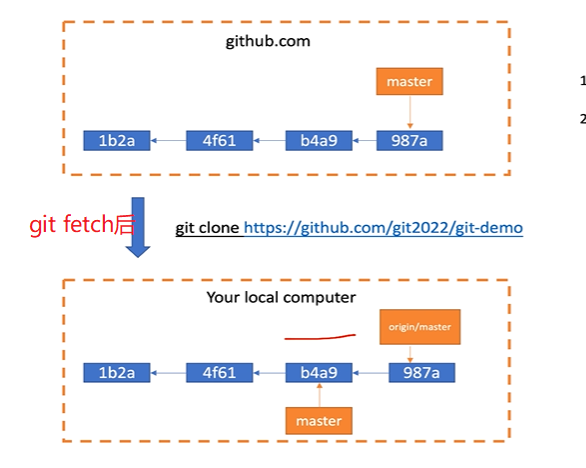 github.com
master
1
1b2a 4f61 b4a9 987a
2
git fetch后
git clone https://github.com/git2022/git-demo
Your local computer
origin/master
1b2a 4f61 b4a9 987a
master